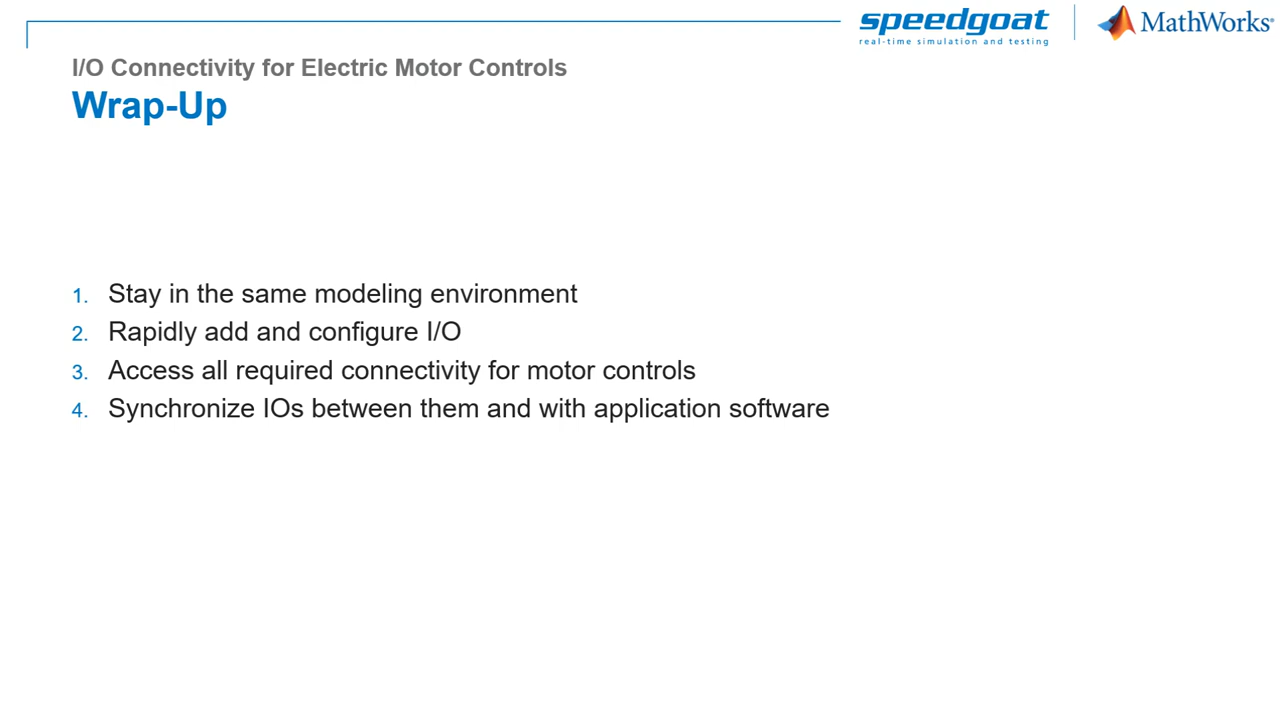 speedgoat
real-time simulation and testing
MathWorks®
I/O Connectivity for Electric Motor Controls
Wrap-Up
1. Stay in the same modeling environment
2. Rapidly add and configure I/O
3. Access all required connectivity for motor controls
4. Synchronize IOs between them and with application software